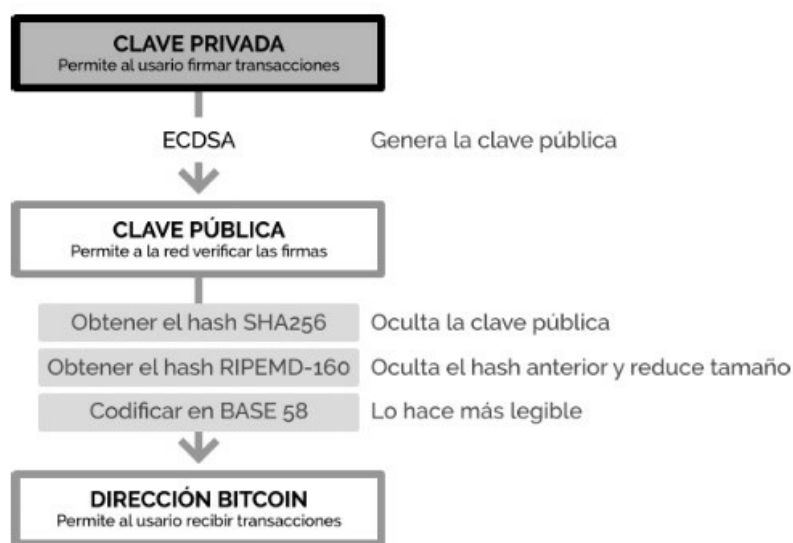 CLAVE PRIVADA
Permite al usario firmar transacciones
ECDSA Genera la clave pública
CLAVE PÚBLICA
Permite a la red verificar las firmas
Obtener el hash SHA256 Oculta la clave pública
Obtener el hash RIPEMD-160 Oculta el hash anterior y reduce tamaño
Codificar en BASE 58 Lo hace más legible
DIRECCIÓN BITCOIN
Permite al usuario recibir transacciones